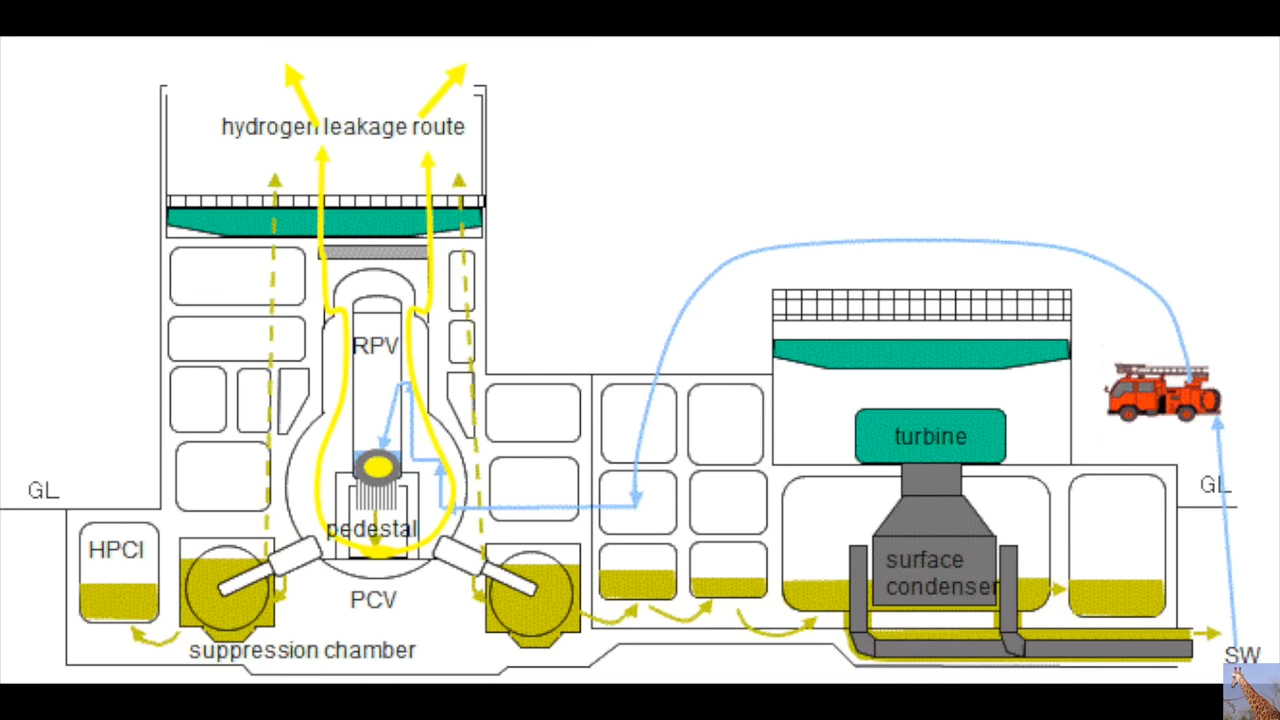 hydrogen leakage route
RPV
turbine
GL
GL
pedestal
HPCI
surface
condenser
PCV
suppression chamber
SW